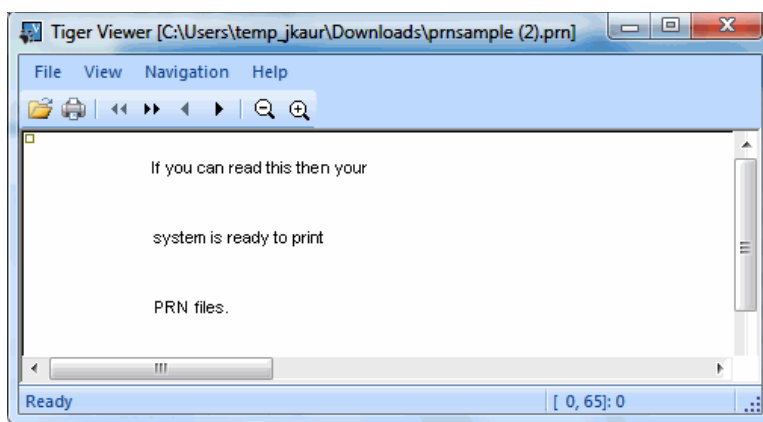 Tiger Viewer [C:\Users\temp_jkaur\Downloads\prnsample (2).prn]
File View Navigation Help
If you can read this then your
system is ready to print
PRN files.
Ready [ 0, 65]: 0